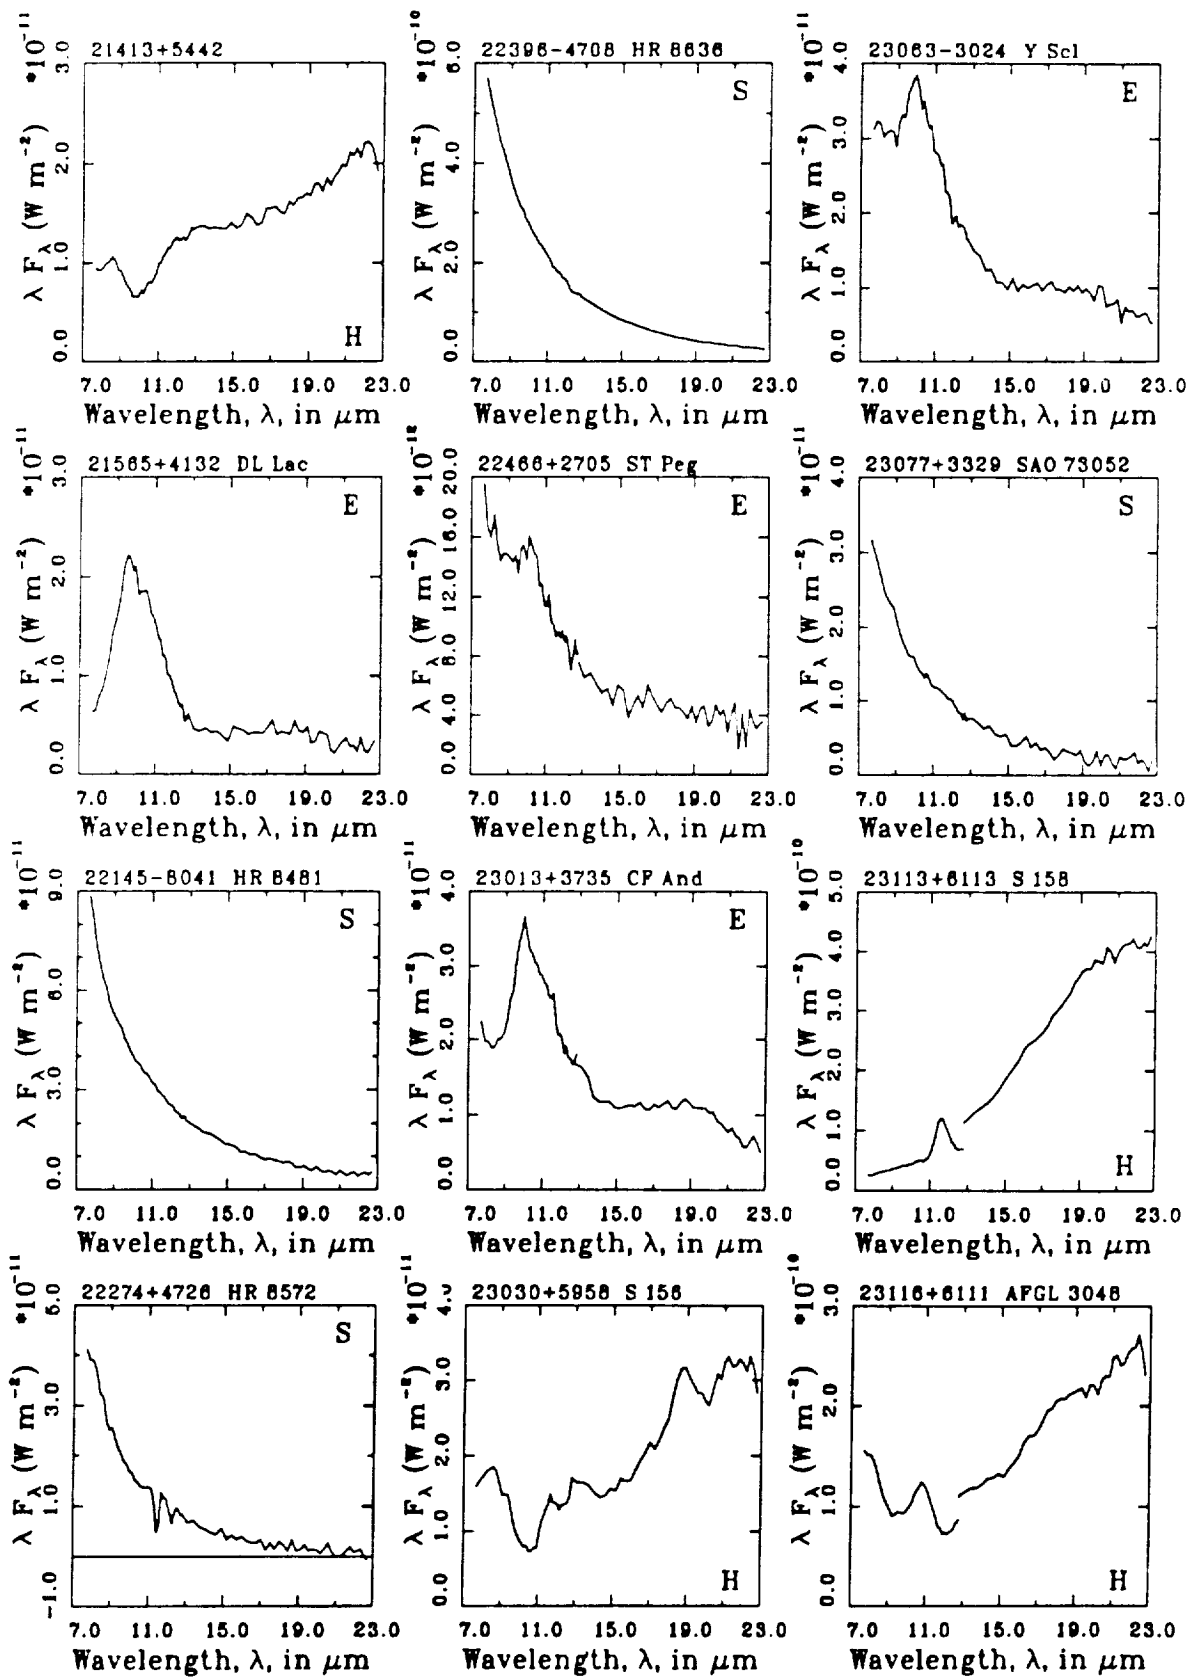 21413+5442
*10⁻¹¹
λ F_λ (W m⁻²)
3.0
2.0
1.0
0.0
H
7.0 11.0 15.0 19.0 23.0
Wavelength, λ, in μm
22396-4708 HR 8636
*10⁻¹⁰
λ F_λ (W m⁻²)
6.0
4.0
2.0
0.0
S
7.0 11.0 15.0 19.0 23.0
Wavelength, λ, in μm
23063-3024 Y Scl
*10⁻¹¹
λ F_λ (W m⁻²)
4.0
3.0
2.0
1.0
0.0
E
7.0 11.0 15.0 19.0 23.0
Wavelength, λ, in μm
21565+4132 DL Lac
*10⁻¹¹
λ F_λ (W m⁻²)
3.0
2.0
1.0
0.0
E
7.0 11.0 15.0 19.0 23.0
Wavelength, λ, in μm
22466+2705 ST Peg
*10⁻¹²
λ F_λ (W m⁻²)
20.0
16.0
12.0
8.0
4.0
0.0
E
7.0 11.0 15.0 19.0 23.0
Wavelength, λ, in μm
23077+3329 SAO 73052
*10⁻¹¹
λ F_λ (W m⁻²)
4.0
3.0
2.0
1.0
0.0
S
7.0 11.0 15.0 19.0 23.0
Wavelength, λ, in μm
22145-8041 HR 8481
*10⁻¹¹
λ F_λ (W m⁻²)
9.0
6.0
3.0
0.0
S
7.0 11.0 15.0 19.0 23.0
Wavelength, λ, in μm
23013+3735 CF And
*10⁻¹¹
λ F_λ (W m⁻²)
4.0
3.0
2.0
1.0
0.0
E
7.0 11.0 15.0 19.0 23.0
Wavelength, λ, in μm
23113+6113 S 158
*10⁻¹⁰
λ F_λ (W m⁻²)
5.0
4.0
3.0
2.0
1.0
0.0
H
7.0 11.0 15.0 19.0 23.0
Wavelength, λ, in μm
22274+4726 HR 8572
*10⁻¹¹
λ F_λ (W m⁻²)
5.0
3.0
1.0
-1.0
S
7.0 11.0 15.0 19.0 23.0
Wavelength, λ, in μm
23030+5958 S 156
*10⁻¹¹
λ F_λ (W m⁻²)
4.0
3.0
2.0
1.0
0.0
H
7.0 11.0 15.0 19.0 23.0
Wavelength, λ, in μm
23116+6111 AFGL 3048
*10⁻¹⁰
λ F_λ (W m⁻²)
3.0
2.0
1.0
0.0
H
7.0 11.0 15.0 19.0 23.0
Wavelength, λ, in μm